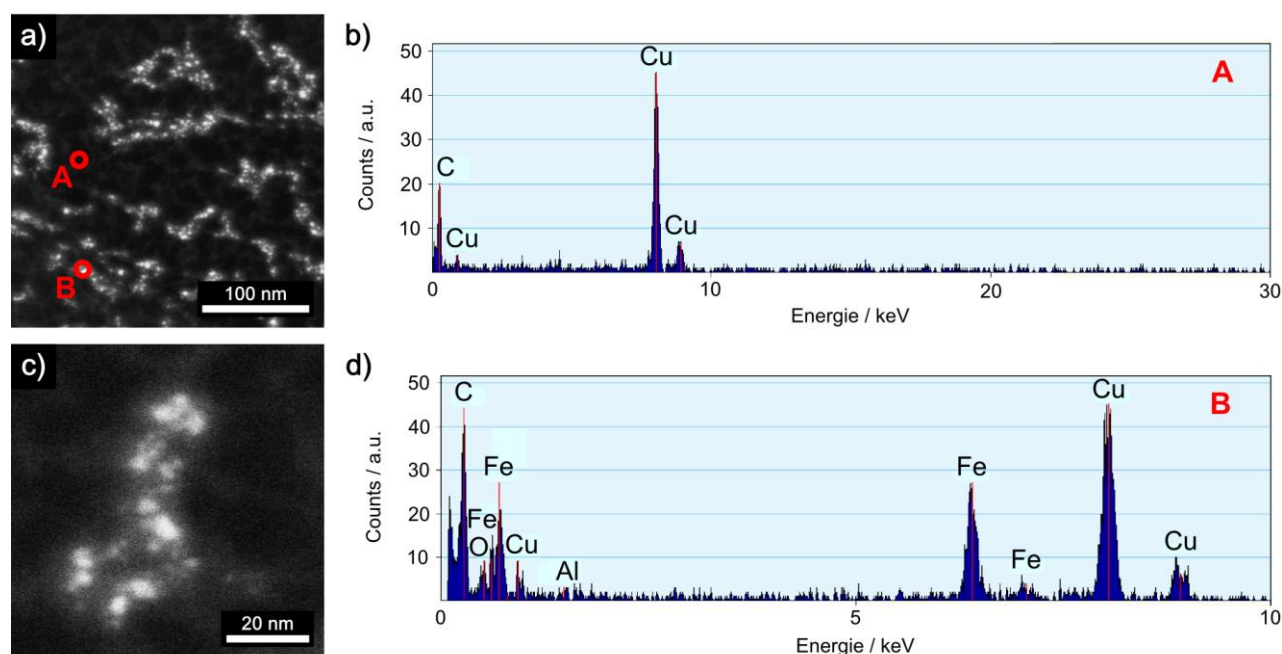 a)
A
B
100 nm
b)
A
Counts / a.u.
50
40
30
20
10
C
Cu
Cu
Cu
0 10 20 30
Energie / keV
c)
20 nm
d)
B
Counts / a.u.
50
40
30
20
10
C
Fe
Fe
O
Cu
Al
Fe
Fe
Cu
Cu
0 5 10
Energie / keV